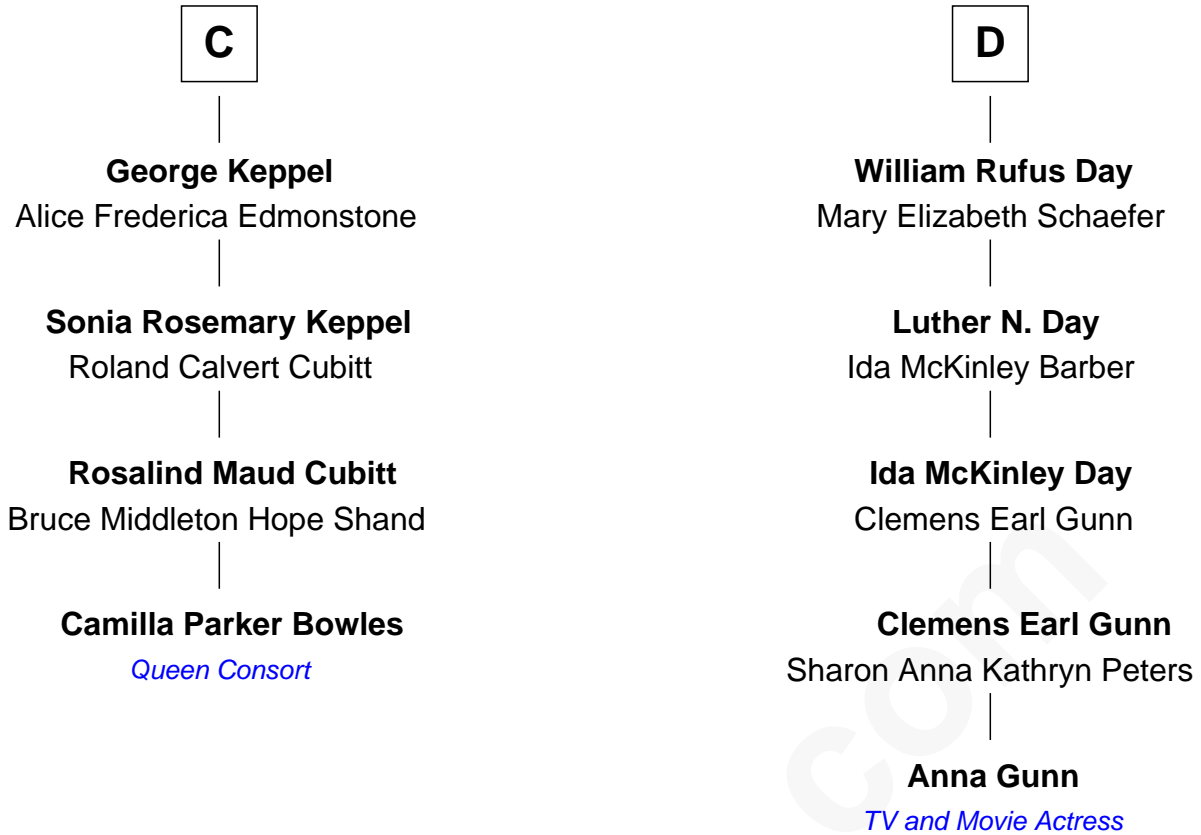 C
George Keppel
Alice Frederica Edmonstone
Sonia Rosemary Keppel
Roland Calvert Cubitt
Rosalind Maud Cubitt
Bruce Middleton Hope Shand
Camilla Parker Bowles
Queen Consort
D
William Rufus Day
Mary Elizabeth Schaefer
Luther N. Day
Ida McKinley Barber
Ida McKinley Day
Clemens Earl Gunn
Clemens Earl Gunn
Sharon Anna Kathryn Peters
Anna Gunn
TV and Movie Actress
com